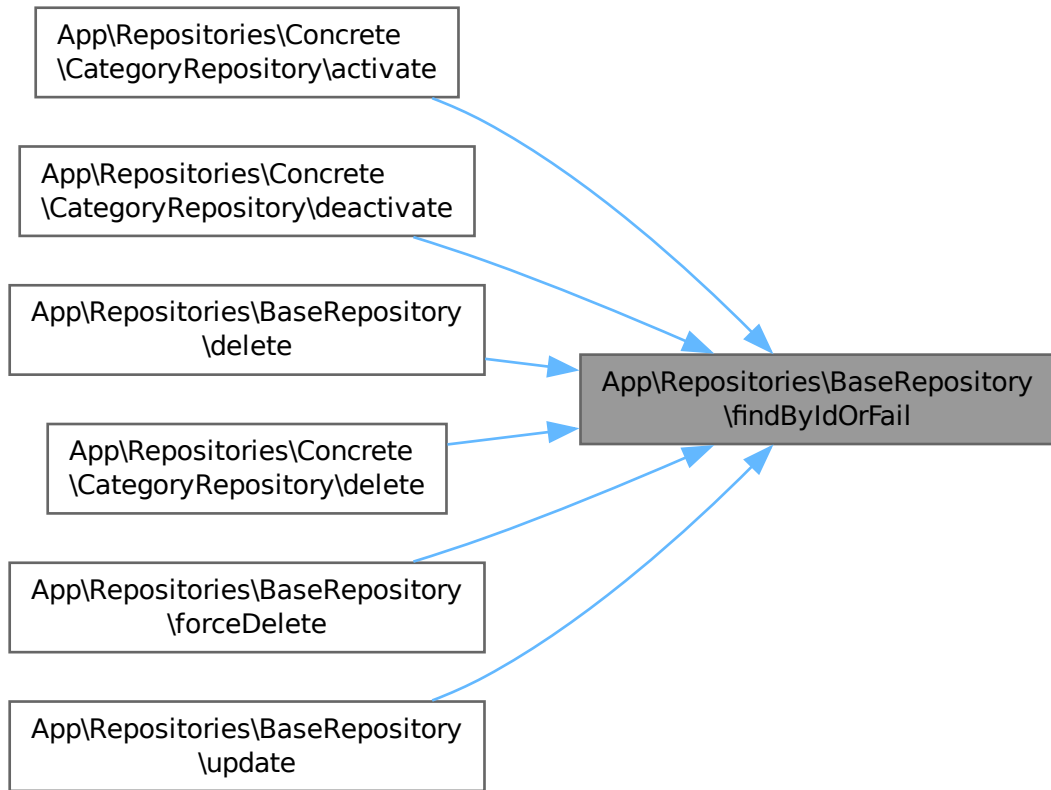 App\Repositories\Concrete
\CategoryRepository\activate
App\Repositories\Concrete
\CategoryRepository\deactivate
App\Repositories\BaseRepository
\delete
App\Repositories\BaseRepository
\findByIdOrFail
App\Repositories\Concrete
\CategoryRepository\delete
App\Repositories\BaseRepository
\forceDelete
App\Repositories\BaseRepository
\update